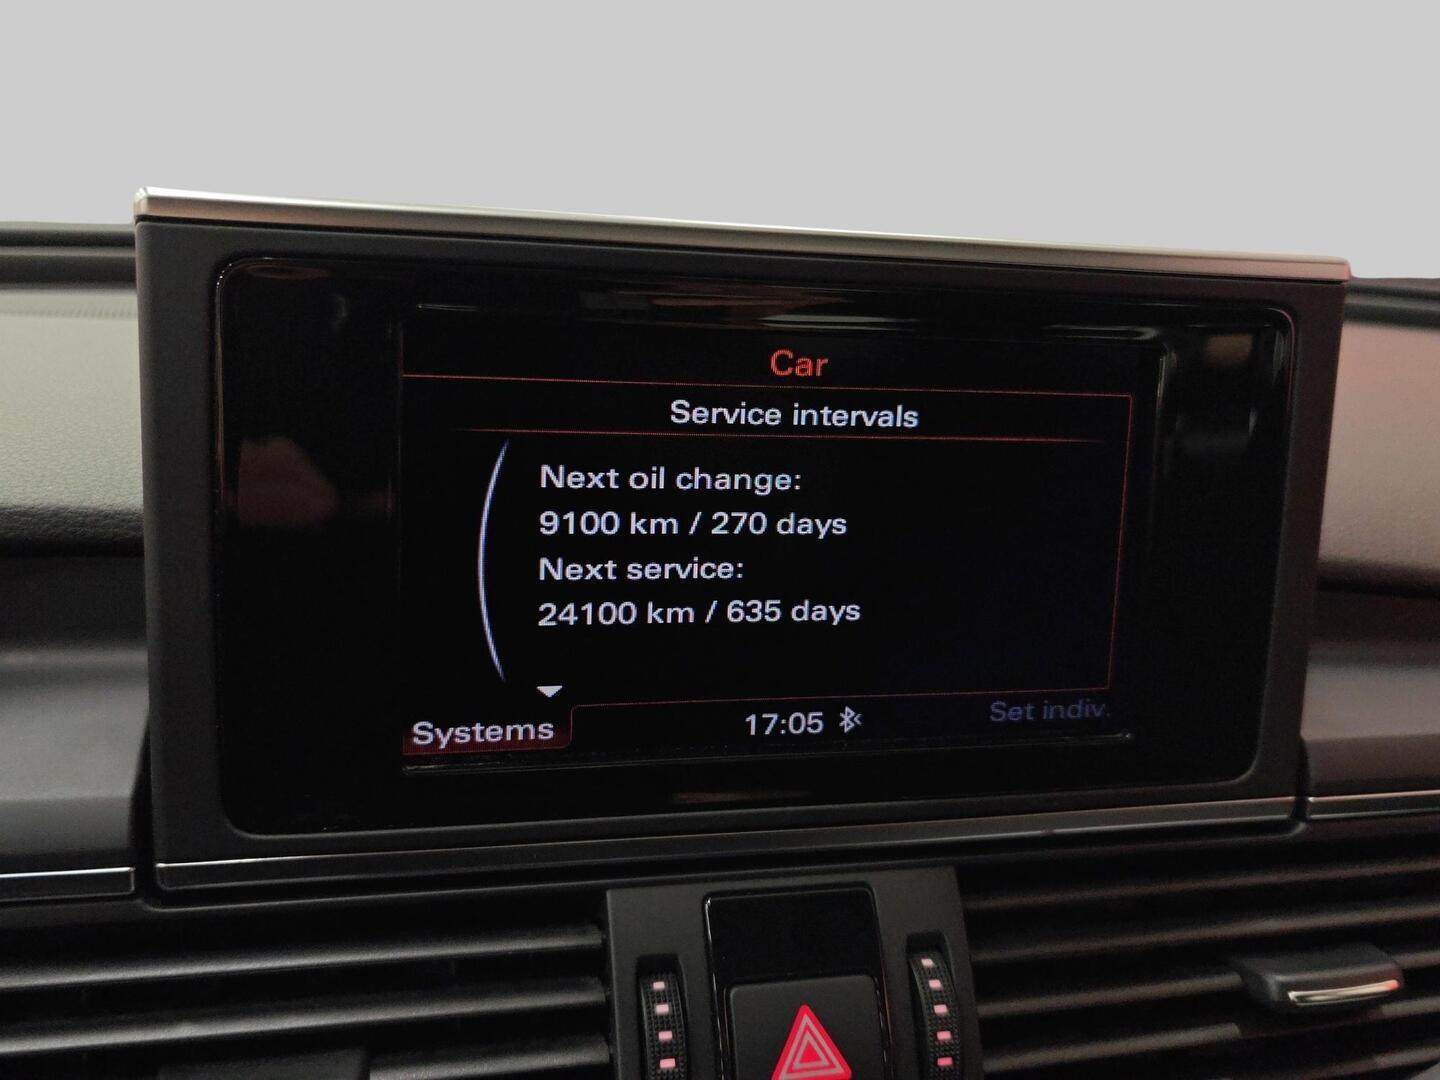 Car
Service intervals
Next oil change:
9100 km / 270 days
Next service:
24100 km / 635 days
Systems
17:05
Set indiv.